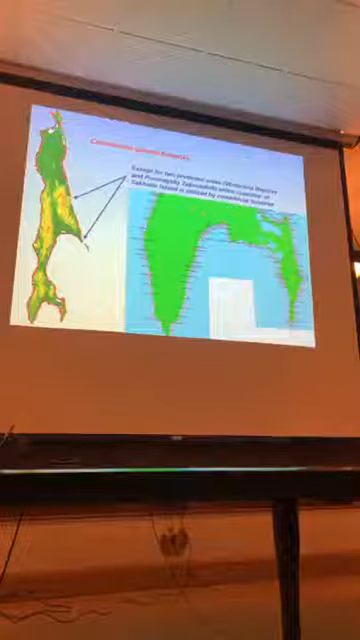 Commercial salmon fisheries
Except for two protected areas (Wrangel
and Poronaysky Zapovednik) entire coastline of
Sakhalin Island is utilized by commercial fisheries